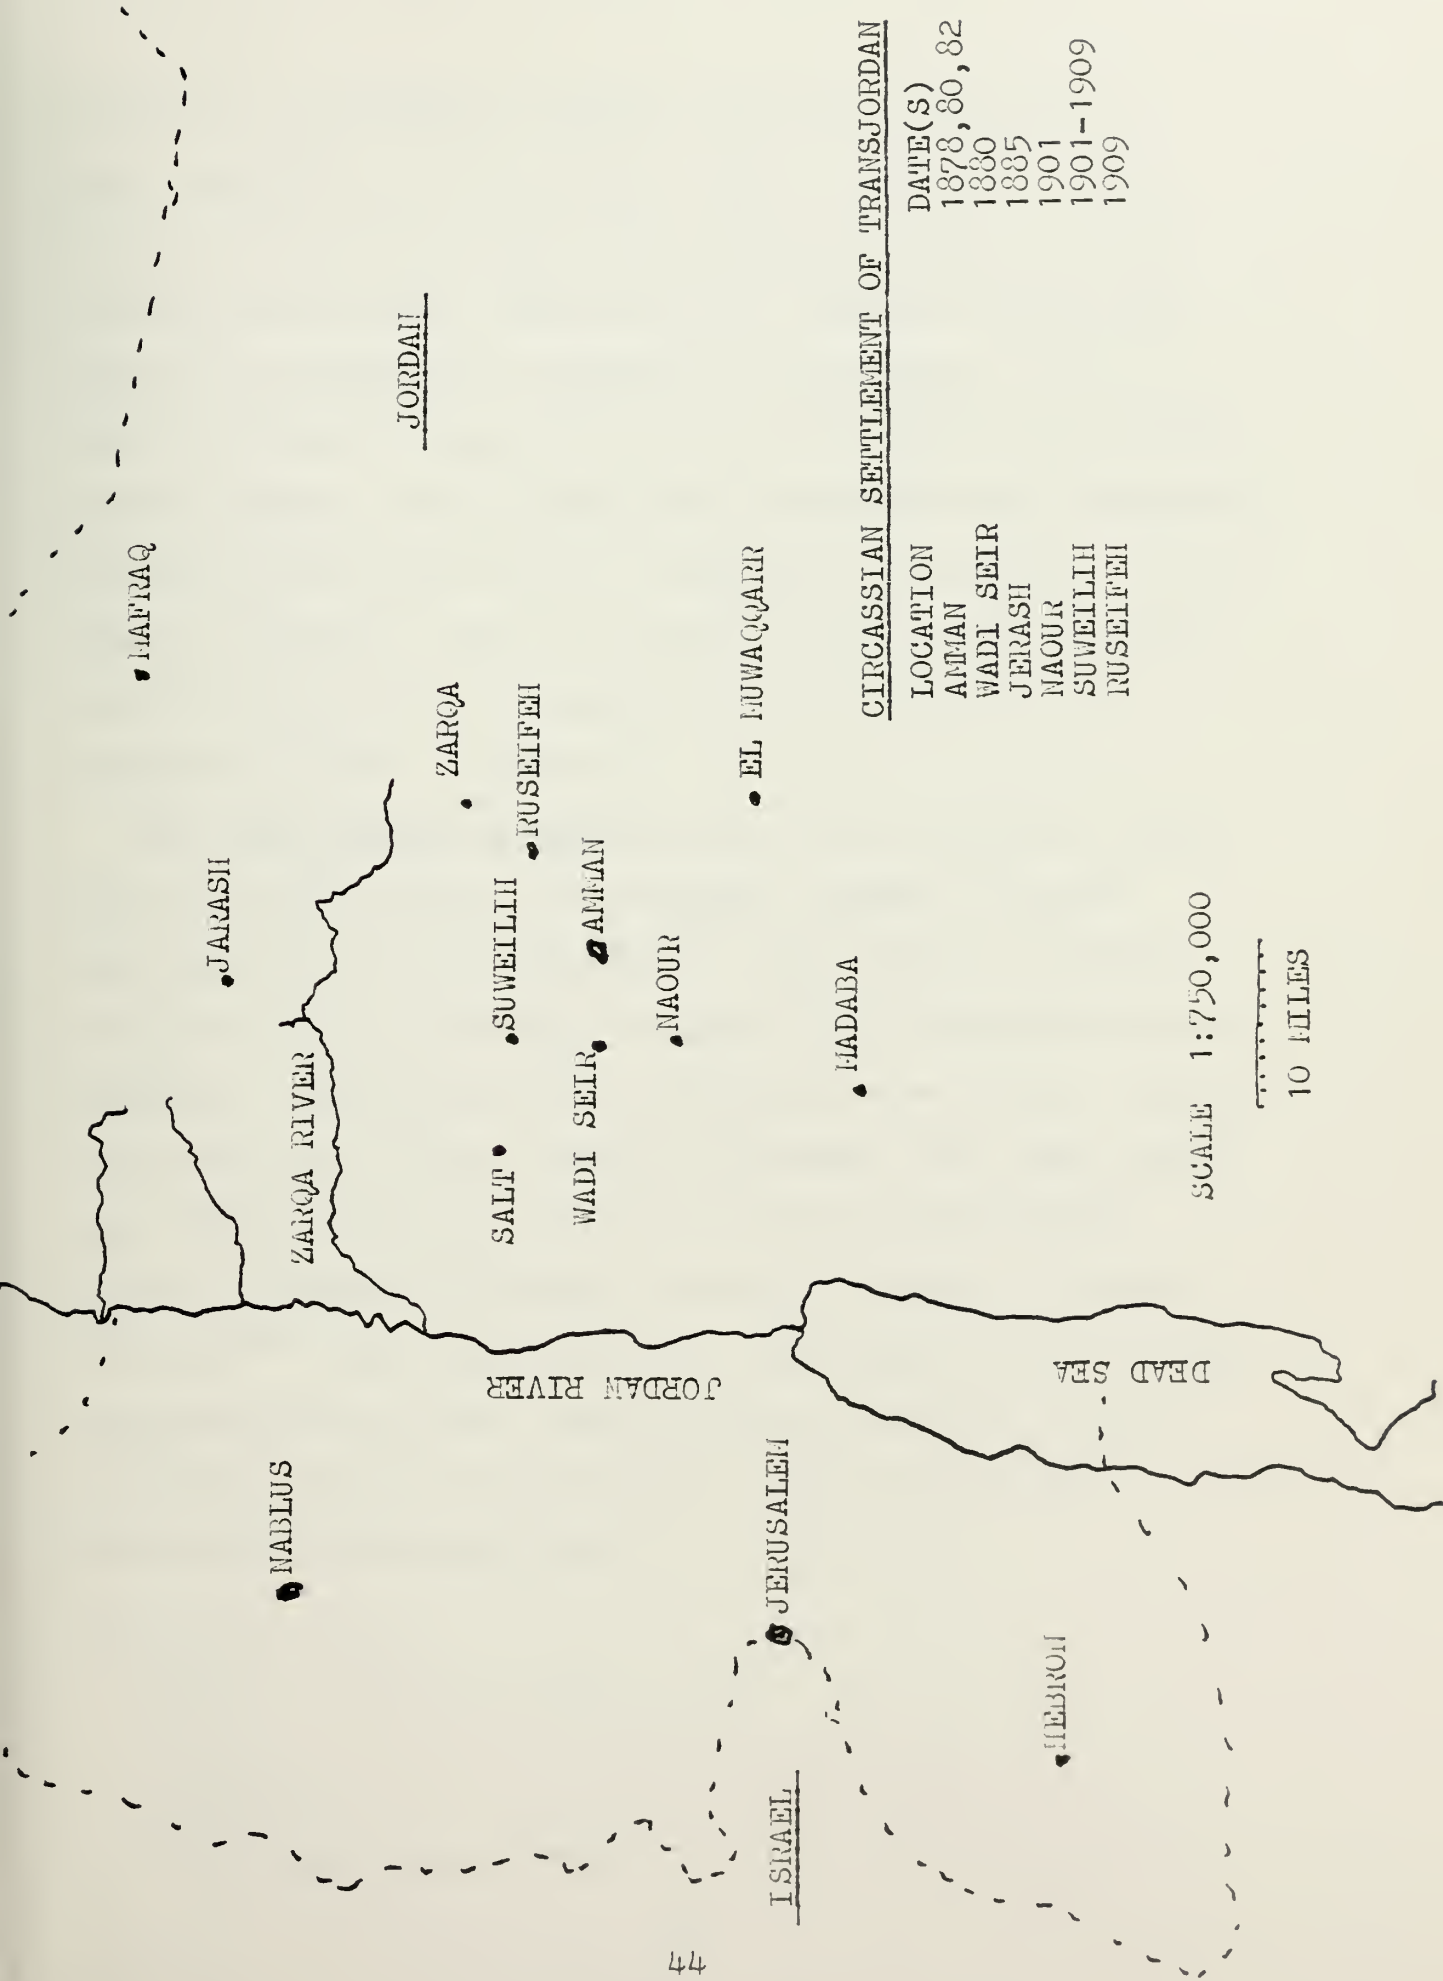 MAFRAQ
JARASH
ZARQA RIVER
NABLUS
JORDAN
ZARQA
RUSEIFEH
SUWEILIH
SALT
AMMAN
WADI SEIR
NAOUR
JORDAN RIVER
EL MUWAQQARR
JERUSALEM
ISRAEL
MADABA
HEBRON
DEAD SEA
CIRCASSIAN SETTLEMENT OF TRANSJORDAN
LOCATION DATE(S)
AMMAN 1878,80,82
WADI SEIR 1880
JERASH 1885
NAOUR 1901
SUWEILIH 1901-1909
RUSEIFEH 1909
SCALE 1:750,000
10 MILES
44